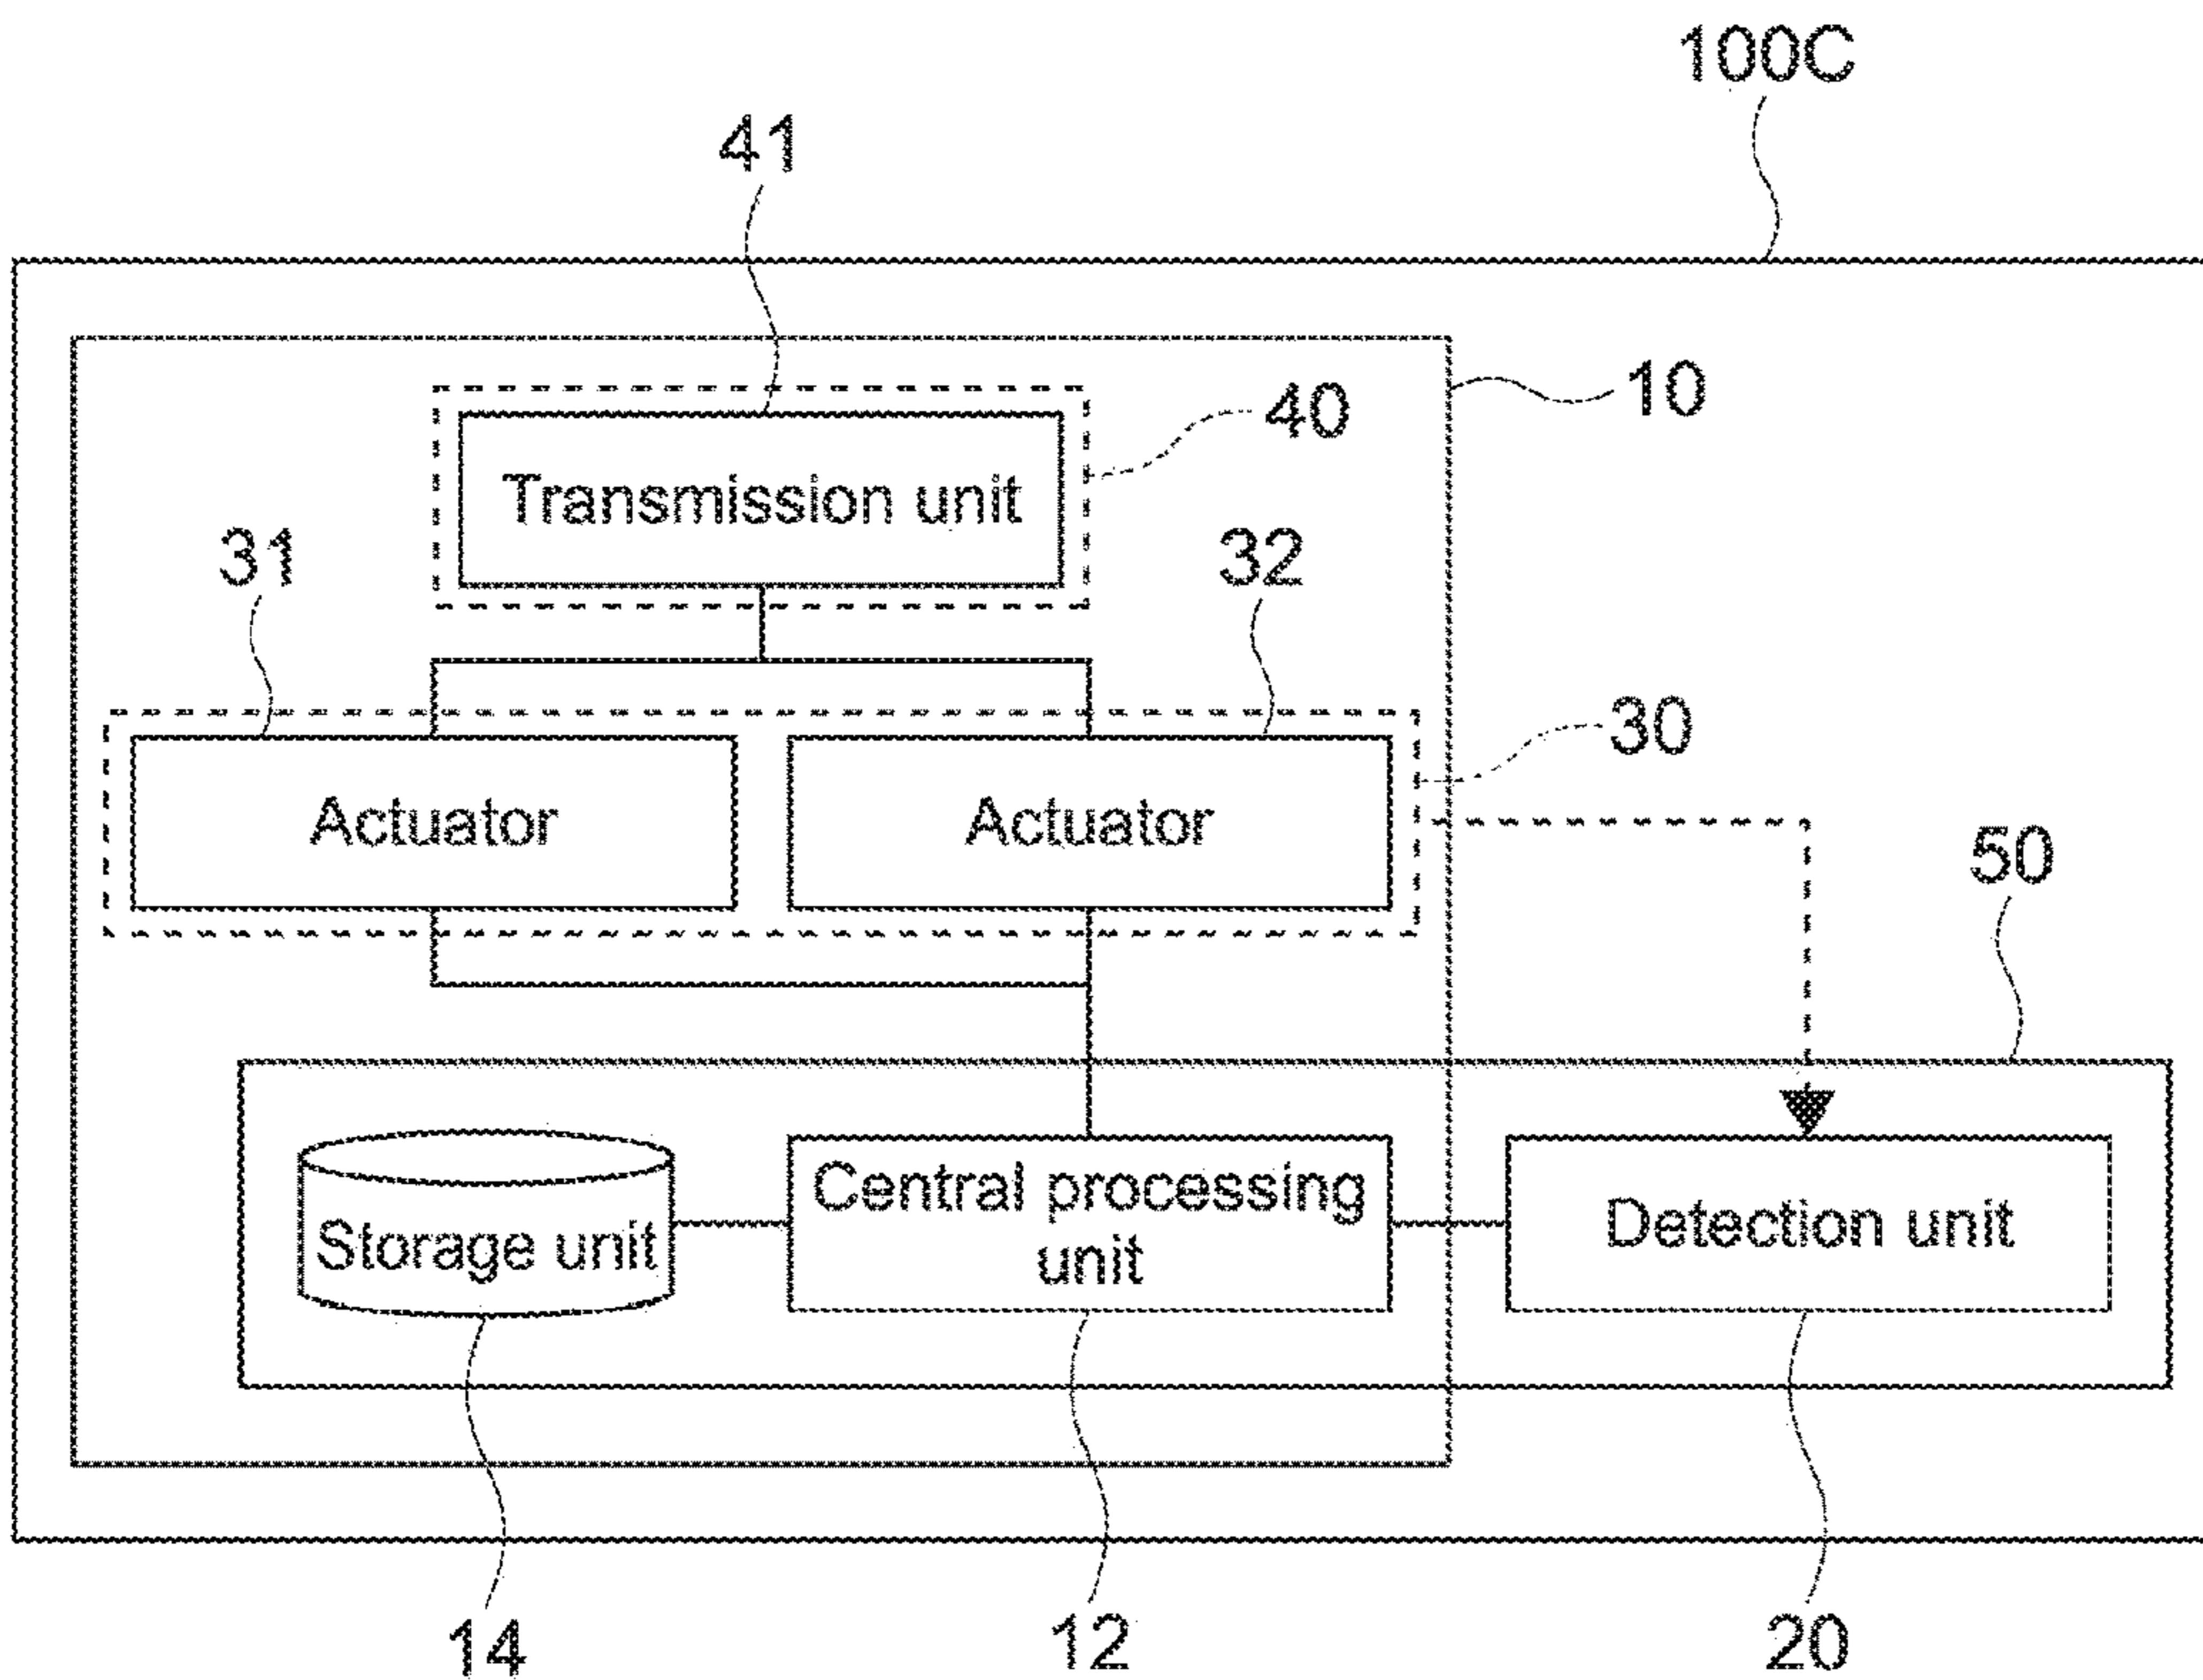 100C
41
10
40
Transmission unit
31
32
30
Actuator
Actuator
50
Central processing
unit
Storage unit
Detection unit
14
12
20